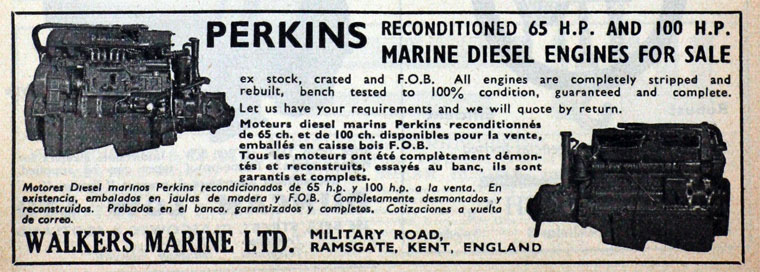 PERKINS RECONDITIONED 65 H.P. AND 100 H.P.
MARINE DIESEL ENGINES FOR SALE
ex stock, crated and F.O.B. All engines are completely stripped and
rebuilt, bench tested to 100% condition, guaranteed and complete.
Let us have your requirements and we will quote by return.
Moteurs diesel marins Perkins reconditionnés
de 65 ch. et de 100 ch. disponibles pour la vente,
emballés en caisse bois F.O.B.
Tous les moteurs ont été complètement démon-
tés et reconstruits, essayés au banc, ils sont
garantis et complets.
Motores Diesel marinos Perkins recondicionados de 65 h.p. y 100 h.p. a la venta. En
existencia, embalados en jaulas de madera y F.O.B. Completamente desmontados y
reconstruidos. Probados en el banco. garantizados y completos. Cotizaciones a vuelta
de correo.
WALKERS MARINE LTD. MILITARY ROAD,
RAMSGATE, KENT, ENGLAND